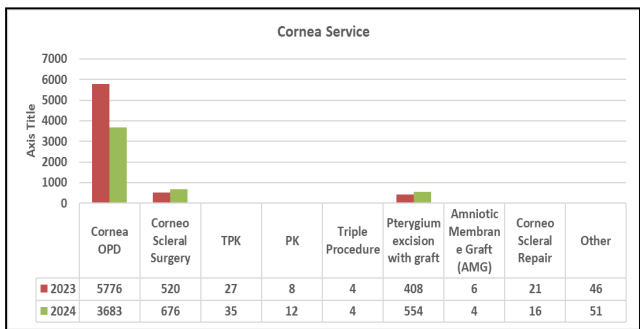 Cornea Service
Axis Title
7000
6000
5000
4000
3000
2000
1000
0
Cornea OPD
Corneo Scleral Surgery
TPK
PK
Triple Procedure
Pterygium excision with graft
Amniotic Membran e Graft (AMG)
Corneo Scleral Repair
Other
2023 5776 520 27 8 4 408 6 21 46
2024 3683 676 35 12 4 554 4 16 51